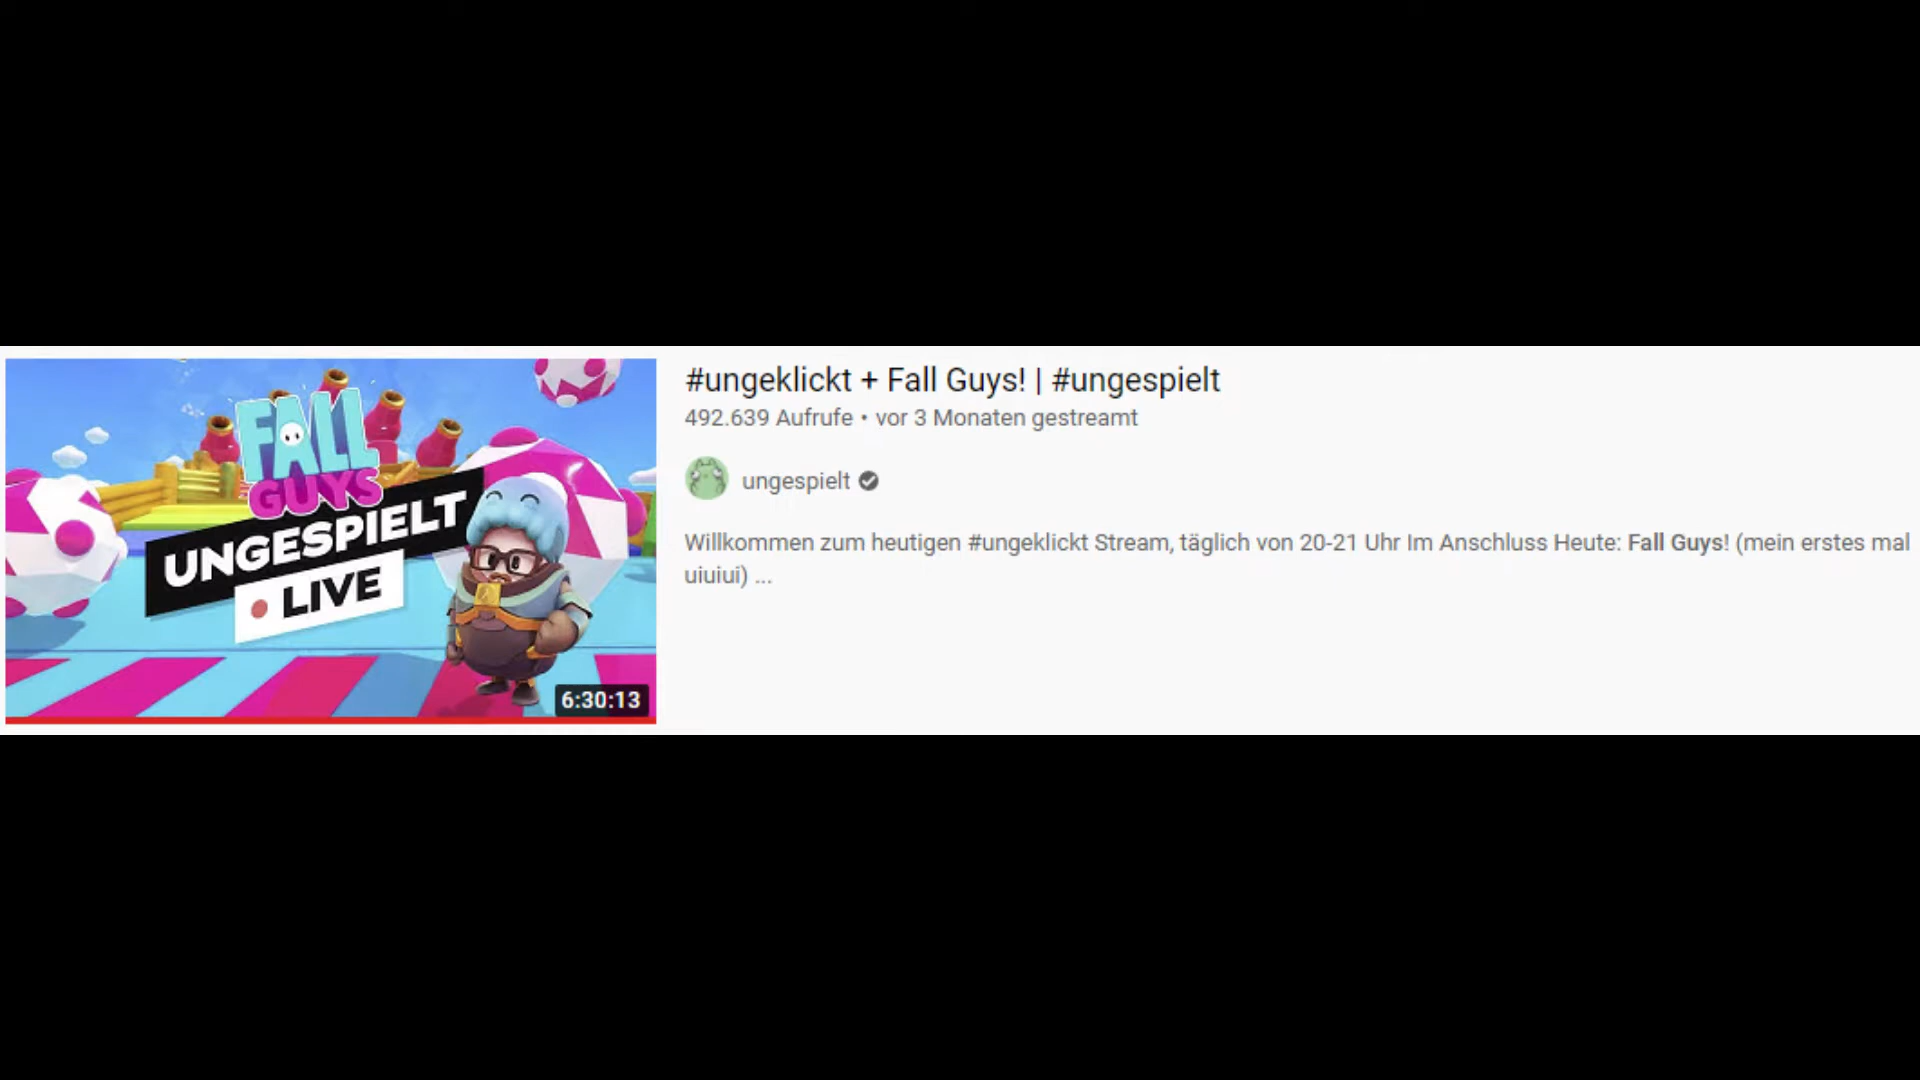 FALL
GUYS
UNGESPIELT
LIVE
6:30:13
#ungeklickt + Fall Guys! | #ungespielt
492.639 Aufrufe • vor 3 Monaten gestreamt
ungespielt
Willkommen zum heutigen #ungeklickt Stream, täglich von 20-21 Uhr Im Anschluss Heute: Fall Guys! (mein erstes mal
uiuiui) ...